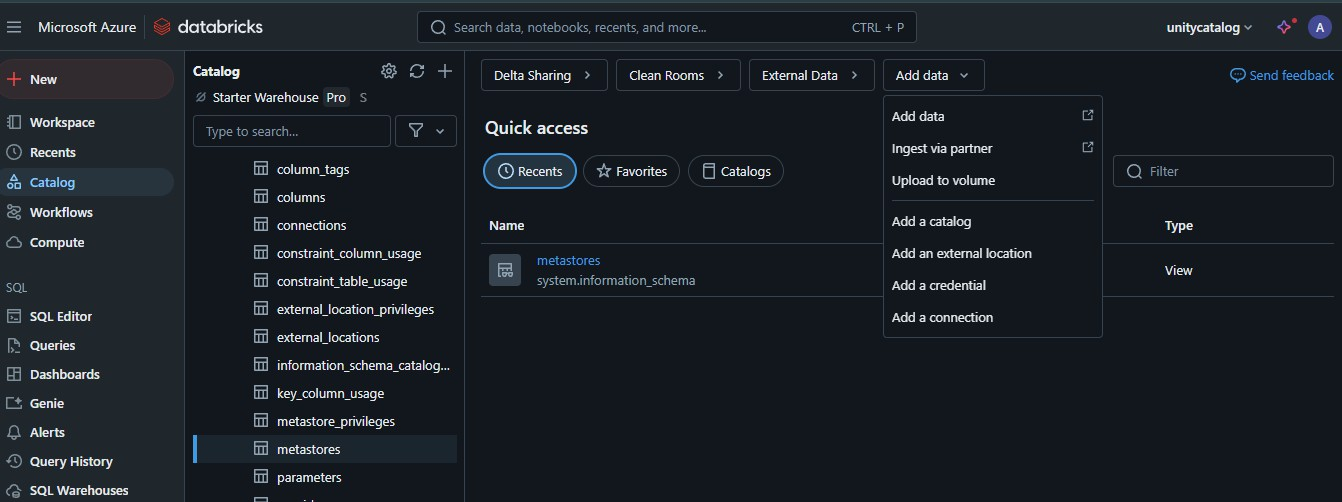 Microsoft Azure databricks
Search data, notebooks, recents, and more... CTRL + P
unitycatalog
A
New
Workspace
Recents
Catalog
Workflows
Compute
SQL
SQL Editor
Queries
Dashboards
Genie
Alerts
Query History
SQL Warehouses
Catalog
Starter Warehouse Pro S
Type to search...
column_tags
columns
connections
constraint_column_usage
constraint_table_usage
external_location_privileges
external_locations
information_schema_catalog...
key_column_usage
metastore_privileges
metastores
parameters
Delta Sharing
Clean Rooms
External Data
Add data
Send feedback
Add data
Ingest via partner
Upload to volume
Add a catalog
Add an external location
Add a credential
Add a connection
Quick access
Recents
Favorites
Catalogs
Filter
Name Type
metastores
system.information_schema
View